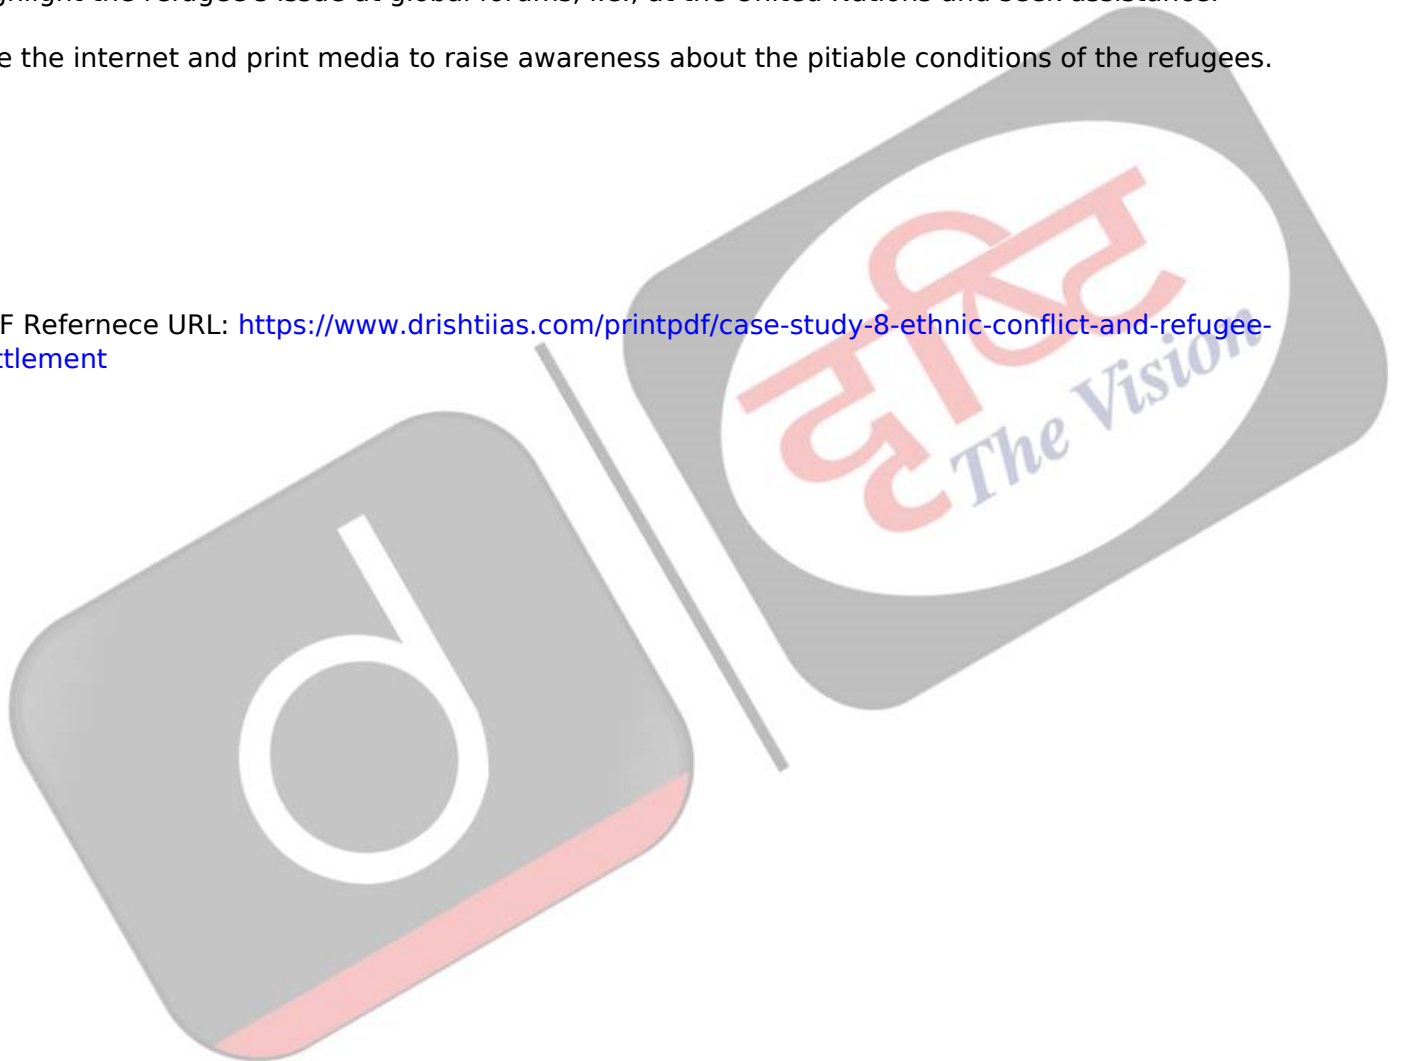 e the internet and print media to raise awareness about the pitiable conditions of the refugees.
F Refernece URL: https://www.drishtiias.com/printpdf/case-study-8-ethnic-conflict-and-refugee-
ttlement
दृष्टि
The Vision
d